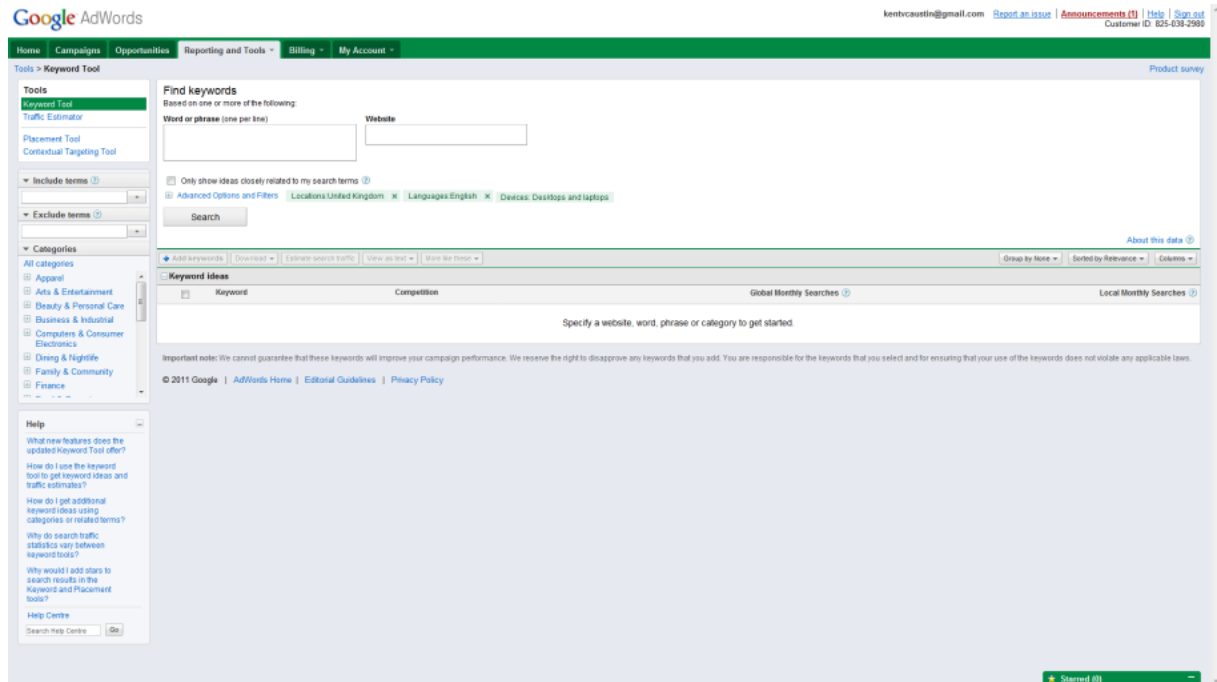 Google AdWords
kentvcaustin@gmail.com Report an issue | Announcements (1) | Help | Sign out
Customer ID: 825-038-2980
Home Campaigns Opportunities Reporting and Tools Billing My Account
Tools > Keyword Tool
Product survey
Tools
Keyword Tool
Traffic Estimator
Placement Tool
Contextual Targeting Tool
Include terms
Exclude terms
Categories
All categories
Apparel
Arts & Entertainment
Beauty & Personal Care
Business & Industrial
Computers & Consumer
Electronics
Dining & Nightlife
Family & Community
Finance
Help
What new features does the
updated Keyword Tool offer?
How do I use the keyword
tool to get keyword ideas and
traffic estimates?
How do I get additional
keyword ideas using
categories or related terms?
Why do search traffic
statistics vary between
keyword tools?
Why would I add stars to
search results in the
Keyword and Placement
tools?
Help Centre
Search Help Centre Go
Find keywords
Based on one or more of the following:
Word or phrase (one per line) Website
Only show ideas closely related to my search terms
Advanced Options and Filters Locations:United Kingdom × Languages:English × Devices: Desktops and laptops
Search
About this data
Add keywords Download Estimate search traffic View as text More like these Group by None Sorted by Relevance Columns
Keyword ideas
Keyword Competition Global Monthly Searches Local Monthly Searches
Specify a website, word, phrase or category to get started.
Important note: We cannot guarantee that these keywords will improve your campaign performance. We reserve the right to disapprove any keywords that you add. You are responsible for the keywords that you select and for ensuring that your use of the keywords does not violate any applicable laws.
© 2011 Google | AdWords Home | Editorial Guidelines | Privacy Policy
Starred (0)